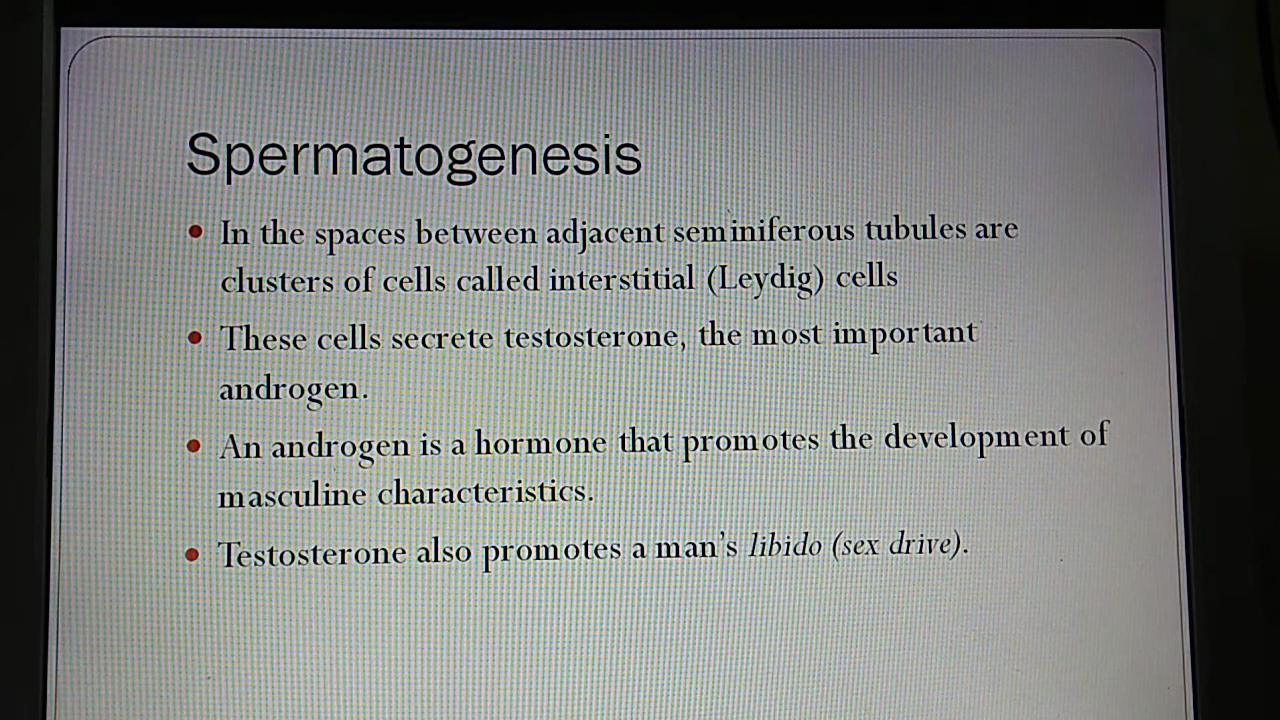 Spermatogenesis
• In the spaces between adjacent seminiferous tubules are
clusters of cells called interstitial (Leydig) cells
• These cells secrete testosterone, the most important
androgen.
• An androgen is a hormone that promotes the development of
masculine characteristics.
• Testosterone also promotes a man’s libido (sex drive).